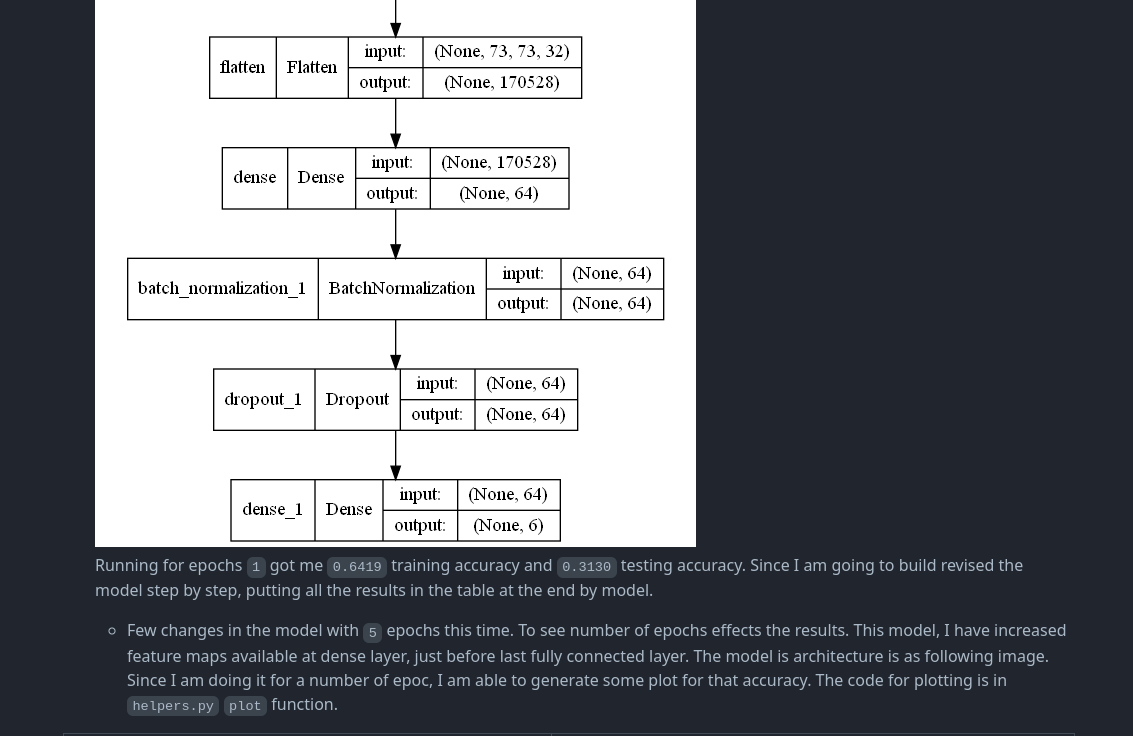 flatten Flatten input: (None, 73, 73, 32)
output: (None, 170528)
dense Dense input: (None, 170528)
output: (None, 64)
batch_normalization_1 BatchNormalization input: (None, 64)
output: (None, 64)
dropout_1 Dropout input: (None, 64)
output: (None, 64)
dense_1 Dense input: (None, 64)
output: (None, 6)
Running for epochs 1 got me 0.6419 training accuracy and 0.3130 testing accuracy. Since I am going to build revised the
model step by step, putting all the results in the table at the end by model.
Few changes in the model with 5 epochs this time. To see number of epochs effects the results. This model, I have increased
feature maps available at dense layer, just before last fully connected layer. The model is architecture is as following image.
Since I am doing it for a number of epoc, I am able to generate some plot for that accuracy. The code for plotting is in
helpers.py plot function.